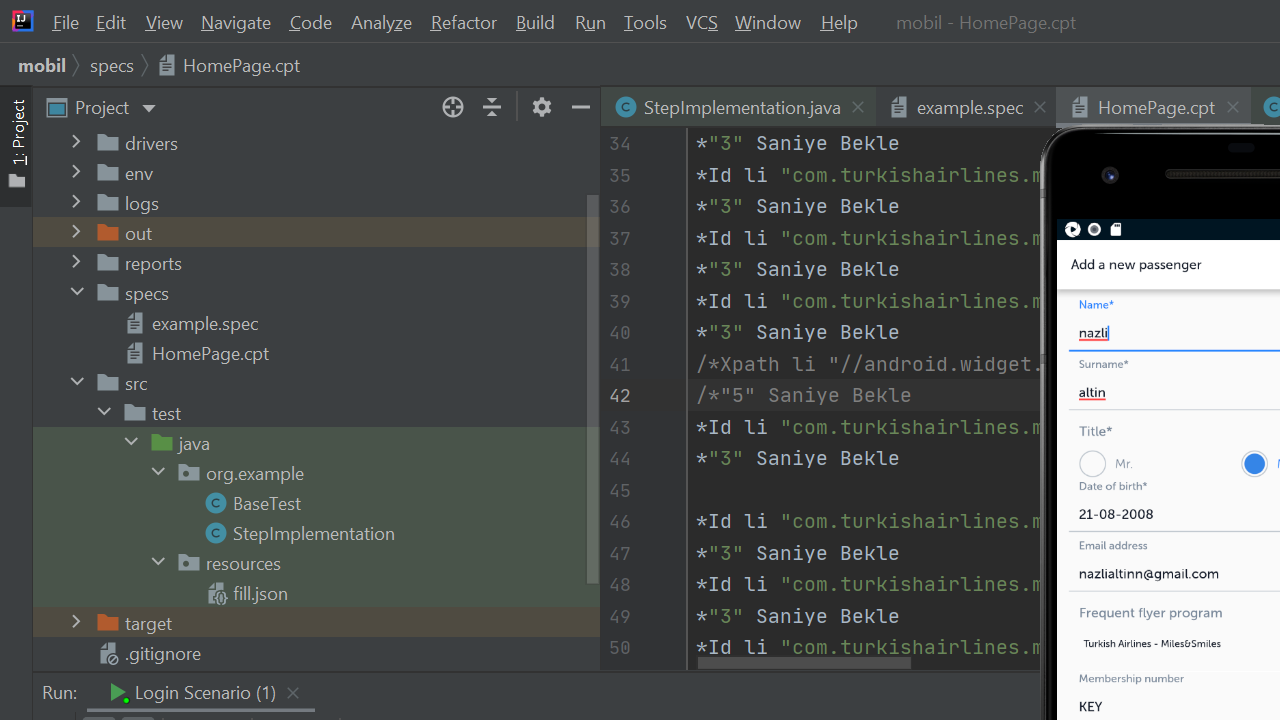 File Edit View Navigate Code Analyze Refactor Build Run Tools VCS Window Help mobil - HomePage.cpt
mobil specs HomePage.cpt
1: Project
Project
drivers
env
logs
out
reports
specs
example.spec
HomePage.cpt
src
test
java
org.example
BaseTest
StepImplementation
resources
fill.json
target
.gitignore
StepImplementation.java example.spec HomePage.cpt
34 *"3" Saniye Bekle
35 *Id li "com.turkishairlines.m
36 *"3" Saniye Bekle
37 *Id li "com.turkishairlines.m
38 *"3" Saniye Bekle
39 *Id li "com.turkishairlines.m
40 *"3" Saniye Bekle
41 /*Xpath li "//android.widget.
42 /*"5" Saniye Bekle
43 *Id li "com.turkishairlines.m
44 *"3" Saniye Bekle
45
46 *Id li "com.turkishairlines.m
47 *"3" Saniye Bekle
48 *Id li "com.turkishairlines.m
49 *"3" Saniye Bekle
50 *Id li "com.turkishairlines.m
Add a new passenger
Name*
nazli
Surname*
altin
Title*
Mr.
Date of birth*
21-08-2008
Email address
nazlialtinn@gmail.com
Frequent flyer program
Turkish Airlines - Miles&Smiles
Membership number
KEY
Run: Login Scenario (1)